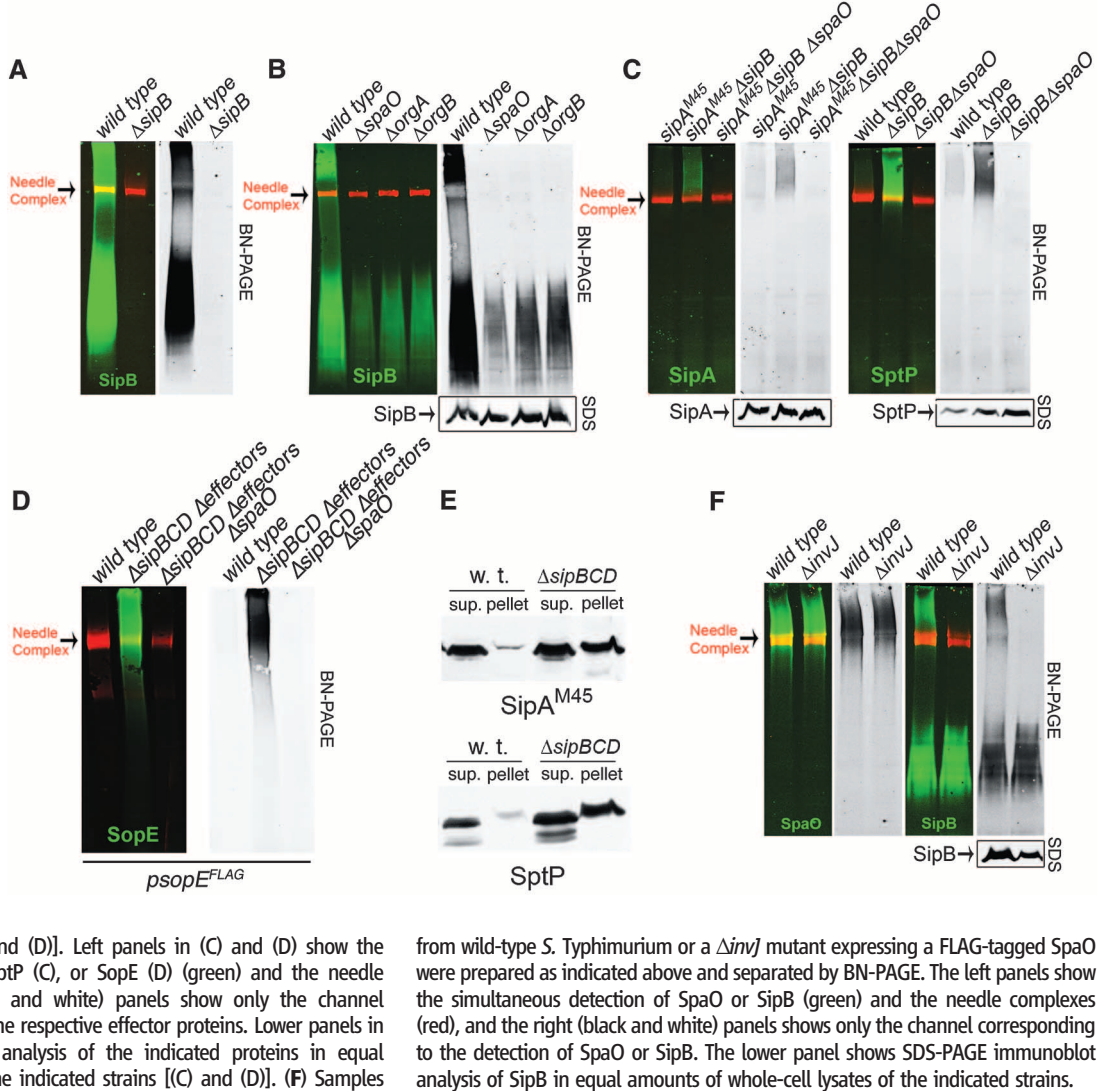 A
wild type
ΔsipB
wild type
ΔsipB
Needle
Complex
SipB
BN-PAGE
B
wild type
ΔspaO
ΔorgA
ΔorgB
wild type
ΔspaO
ΔorgA
ΔorgB
Needle
Complex
SipB
BN-PAGE
SipB
SDS
C
sipA^M45
sipA^M45 ΔsipB
sipA^M45 ΔsipB ΔspaO
sipA^M45
sipA^M45 ΔsipB
sipA^M45 ΔsipBΔspaO
wild type
ΔsipB
ΔsipBΔspaO
wild type
ΔsipB
ΔsipBΔspaO
Needle
Complex
SipA
SptP
BN-PAGE
SipA
SptP
SDS
D
wild type
ΔsipBCD Δeffectors
ΔsipBCD Δeffectors
ΔspaO
wild type
ΔsipBCD Δeffectors
ΔsipBCD Δeffectors
ΔspaO
Needle
Complex
SopE
BN-PAGE
psopE^FLAG
E
w. t.
ΔsipBCD
sup. pellet
sup. pellet
SipA^M45
w. t.
ΔsipBCD
sup. pellet
sup. pellet
SptP
F
wild type
ΔinvJ
wild type
ΔinvJ
wild type
ΔinvJ
wild type
ΔinvJ
Needle
Complex
SpaO
SipB
BN-PAGE
SipB
SDS
nd (D)]. Left panels in (C) and (D) show the
ptP (C), or SopE (D) (green) and the needle
and white) panels show only the channel
ne respective effector proteins. Lower panels in
analysis of the indicated proteins in equal
ne indicated strains [(C) and (D)]. (F) Samples
from wild-type S. Typhimurium or a ΔinvJ mutant expressing a FLAG-tagged SpaO
were prepared as indicated above and separated by BN-PAGE. The left panels show
the simultaneous detection of SpaO or SipB (green) and the needle complexes
(red), and the right (black and white) panels shows only the channel corresponding
to the detection of SpaO or SipB. The lower panel shows SDS-PAGE immunoblot
analysis of SipB in equal amounts of whole-cell lysates of the indicated strains.